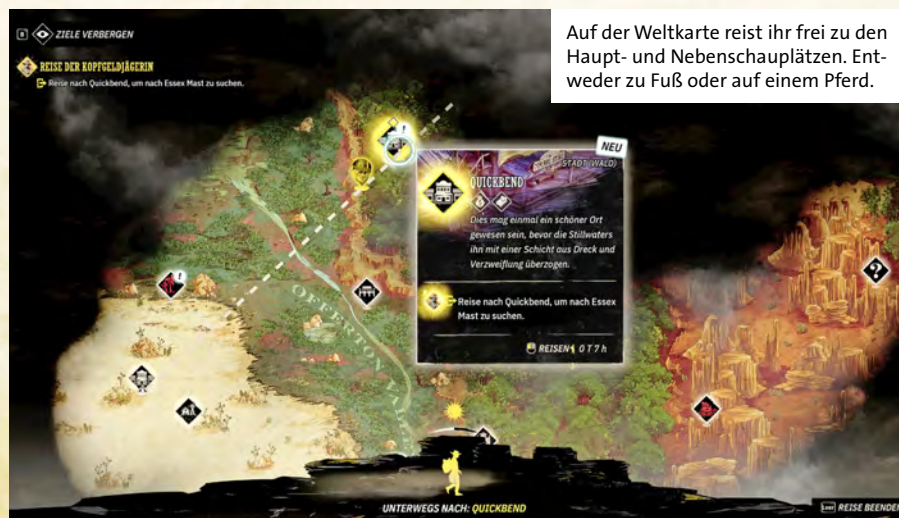 ZIELE VERBERGEN
REISE DER KOPFGELDJÄGERIN
Reise nach Quickbend, um nach Essex Mast zu suchen.
Auf der Weltkarte reist ihr frei zu den
Haupt- und Nebenschauplätzen. Ent-
weder zu Fuß oder auf einem Pferd.
NEU
STADT (WALD)
QUICKBEND
Dies mag einmal ein schöner Ort
gewesen sein, bevor die Stillwaters
ihn mit einer Schicht aus Dreck und
Verzweiflung überzogen.
Reise nach Quickbend, um nach Essex
Mast zu suchen.
REISEN 0 T 7 h
?
!
!
UNTERWEGS NACH: QUICKBEND
REISE BEENDEN